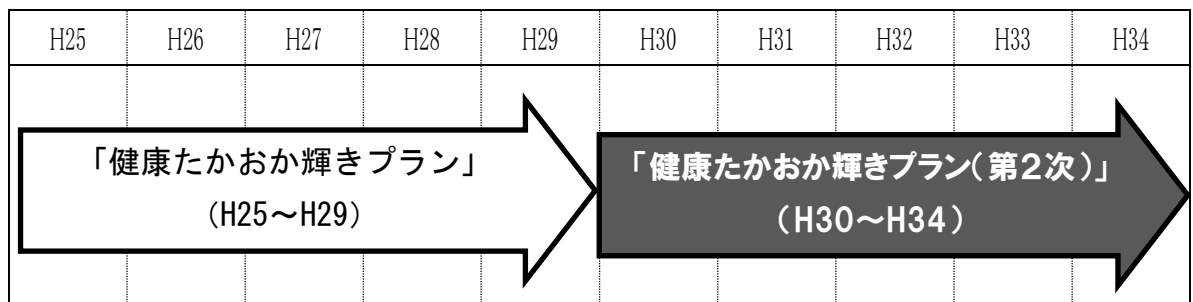 H25 H26 H27 H28 H29 H30 H31 H32 H33 H34
「健康たかおか輝きプラン」
(H25～H29)
「健康たかおか輝きプラン(第2次)」
(H30～H34)